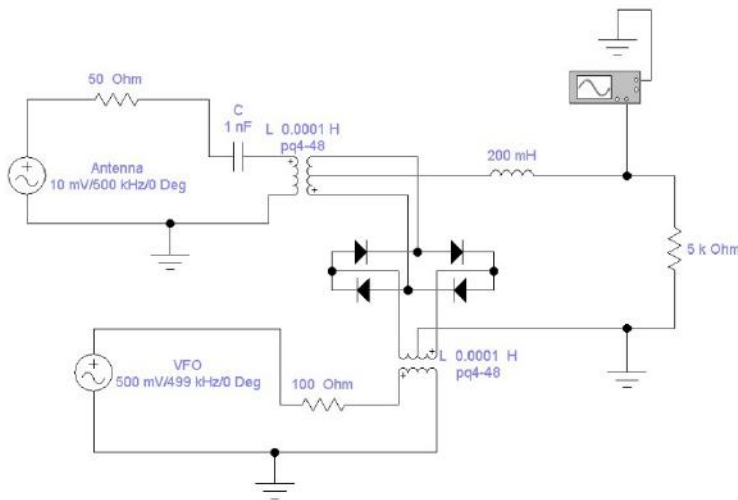 50 Ohm
C
1 nF
L 0.0001 H
pq4-48
Antenna
10 mV/500 kHz/0 Deg
200 mH
5 k Ohm
VFO
500 mV/499 kHz/0 Deg
100 Ohm
L 0.0001 H
pq4-48